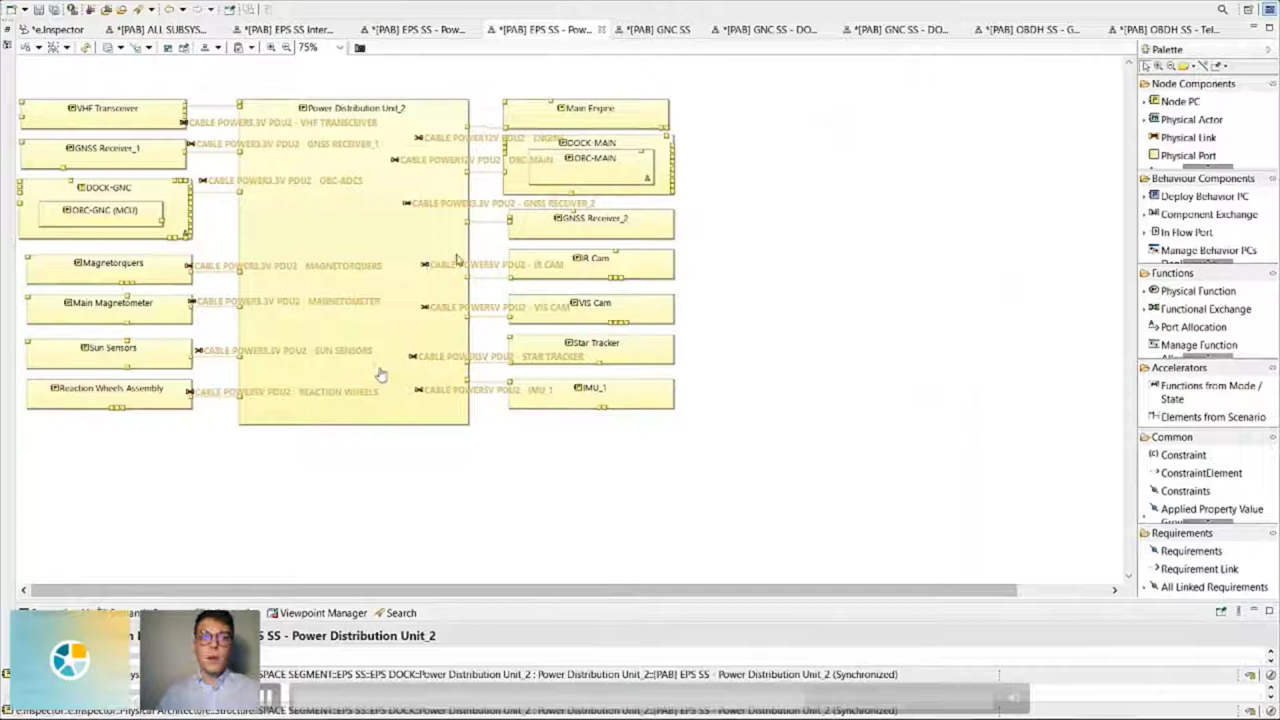 *e.Inspector
*[PAB] ALL SUBSYS...
*[PAB] EPS SS Inter...
*[PAB] EPS SS - Pow...
*[PAB] EPS SS - Pow...
*[PAB] GNC SS
*[PAB] GNC SS - DO...
*[PAB] GNC SS - DO...
*[PAB] OBDH SS - G...
*[PAB] OBDH SS - Tel...
75%
VHF Transceiver
GNSS Receiver_1
DOCK-GNC
OBC-GNC (MCU)
Magnetorquers
Main Magnetometer
Sun Sensors
Reaction Wheels Assembly
Power Distribution Unit_2
CABLE POWER3.3V PDU2 - VHF TRANSCEIVER
CABLE POWER3.3V PDU2 - GNSS RECEIVER_1
CABLE POWER3.3V PDU2 - OBC-ADCS
CABLE POWER3.3V PDU2 - MAGNETORQUERS
CABLE POWER3.3V PDU2 - MAGNETOMETER
CABLE POWER3.3V PDU2 - SUN SENSORS
CABLE POWER5V PDU2 - REACTION WHEELS
CABLE POWER12V PDU2 - ENGINE
CABLE POWER12V PDU2 - OBC-MAIN
CABLE POWER3.3V PDU2 - GNSS RECEIVER_2
CABLE POWER5V PDU2 - IR CAM
CABLE POWER5V PDU2 - VIS CAM
CABLE POWER5V PDU2 - STAR TRACKER
CABLE POWER5V PDU2 - IMU_1
Main Engine
DOCK-MAIN
OBC-MAIN
GNSS Receiver_2
IR Cam
VIS Cam
Star Tracker
IMU_1
Palette
Node Components
Node PC
Physical Actor
Physical Link
Physical Port
Behaviour Components
Deploy Behavior PC
Component Exchange
In Flow Port
Manage Behavior PCs
Functions
Physical Function
Functional Exchange
Port Allocation
Manage Function
Accelerators
Functions from Mode /
State
Elements from Scenario
Common
Constraint
ConstraintElement
Constraints
Applied Property Value
Requirements
Requirements
Requirement Link
All Linked Requirements
Viewpoint Manager
Search
SS - Power Distribution Unit_2
SPACE SEGMENT::EPS SS::EPS DOCK::Power Distribution Unit_2 : Power Distribution Unit_2::[PAB] EPS SS - Power Distribution Unit_2 (Synchronized)